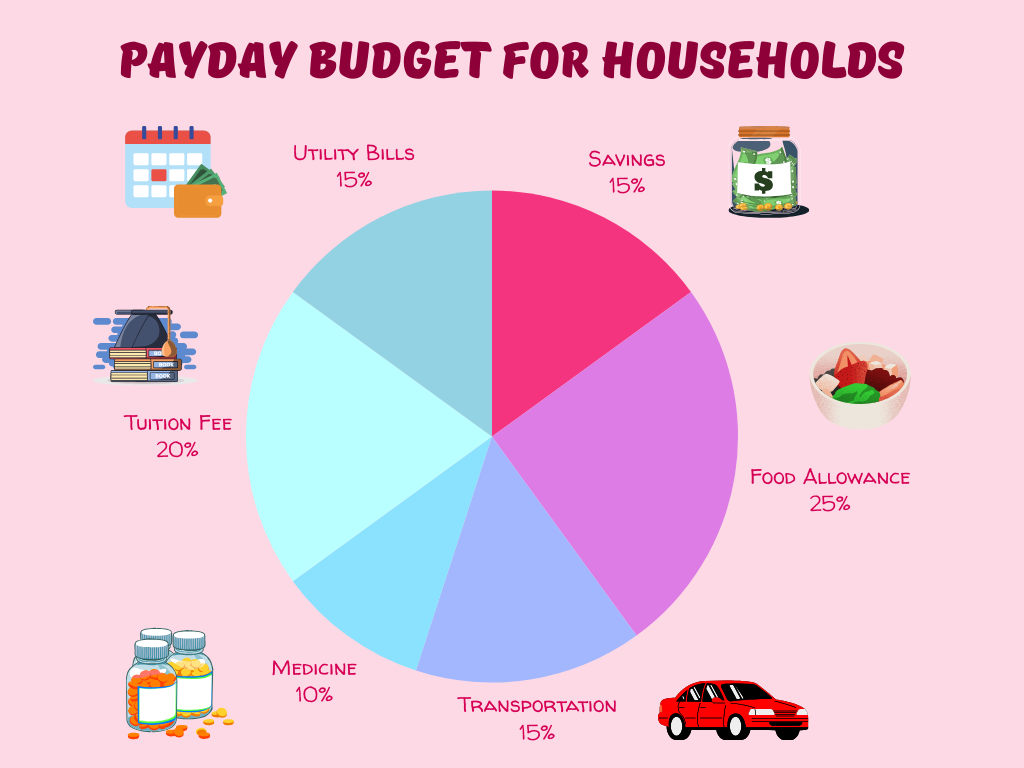 PAYDAY BUDGET FOR HOUSEHOLDS
Utility Bills
15%
Savings
15%
$
BOOK
BOOK
Tuition Fee
20%
Food Allowance
25%
Medicine
10%
Transportation
15%